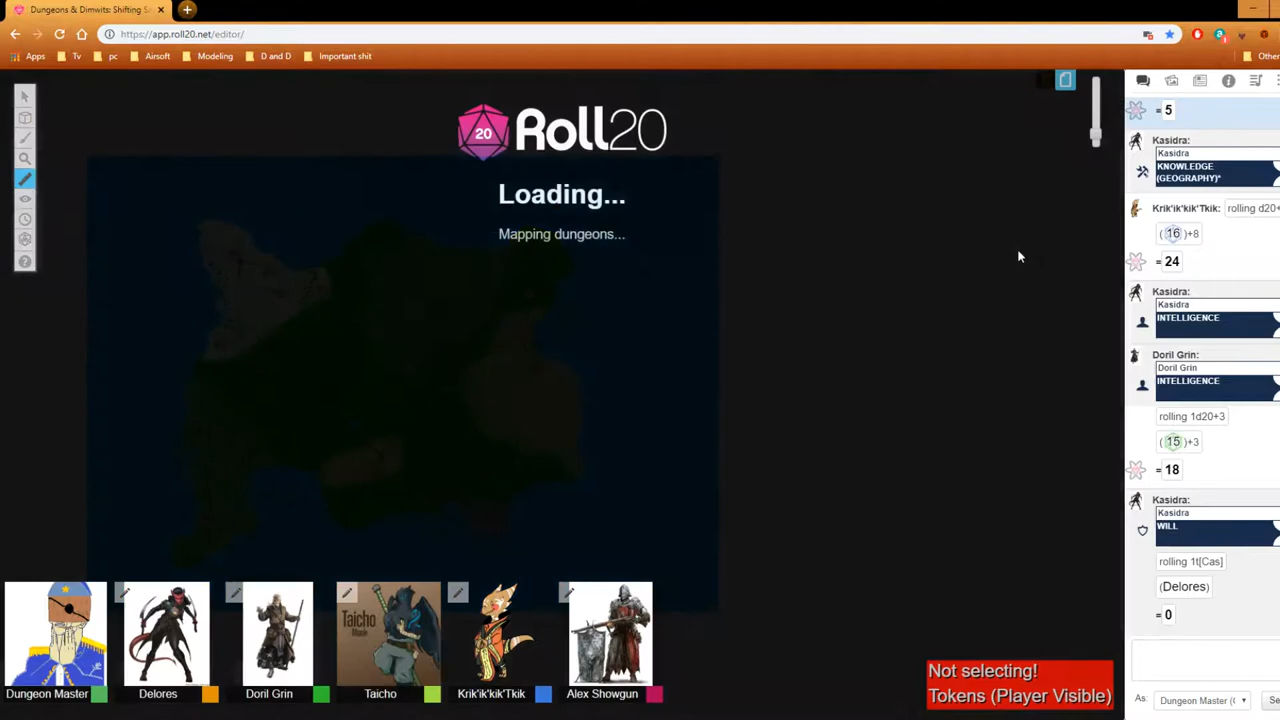 Dungeons & Dimwits: Shifting S
https://app.roll20.net/editor/
Apps
Tv
pc
Airsoft
Modeling
D and D
Important shit
Other
20
Roll20
Loading...
Mapping dungeons...
= 5
Kasidra:
Kasidra
KNOWLEDGE
(GEOGRAPHY)*
Krik'ik'kik'Tkik:
rolling d20+
(16)+8
= 24
Kasidra:
Kasidra
INTELLIGENCE
Doril Grin:
Doril Grin
INTELLIGENCE
rolling 1d20+3
(15)+3
= 18
Kasidra:
Kasidra
WILL
rolling 1t[Cas]
(Delores)
= 0
Taicho
Dungeon Master
Delores
Doril Grin
Taicho
Krik'ik'kik'Tkik
Alex Showgun
Not selecting!
Tokens (Player Visible)
As:
Dungeon Master (
Se